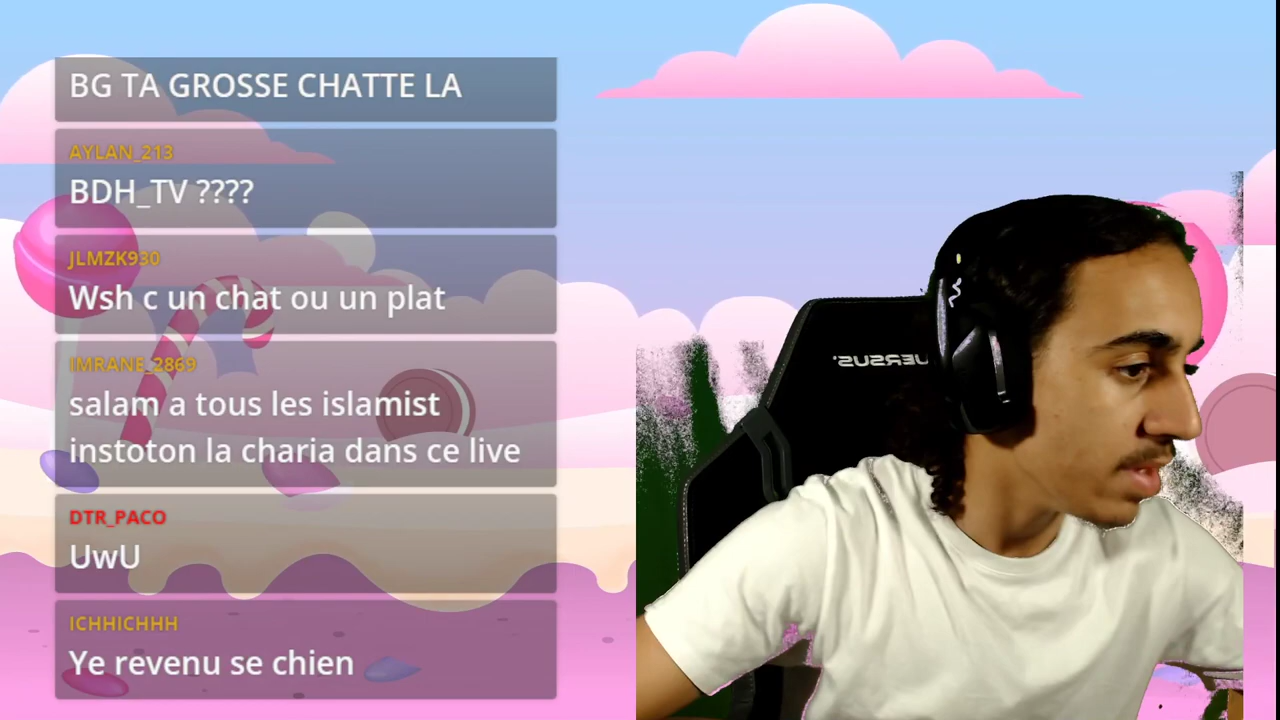 BG TA GROSSE CHATTE LA
AYLAN_213
BDH_TV ????
JLMZK930
Wsh c un chat ou un plat
IMRANE_2869
salam a tous les islamist
instoton la charia dans ce live
DTR_PACO
UwU
ICHHICHHH
Ye revenu se chien